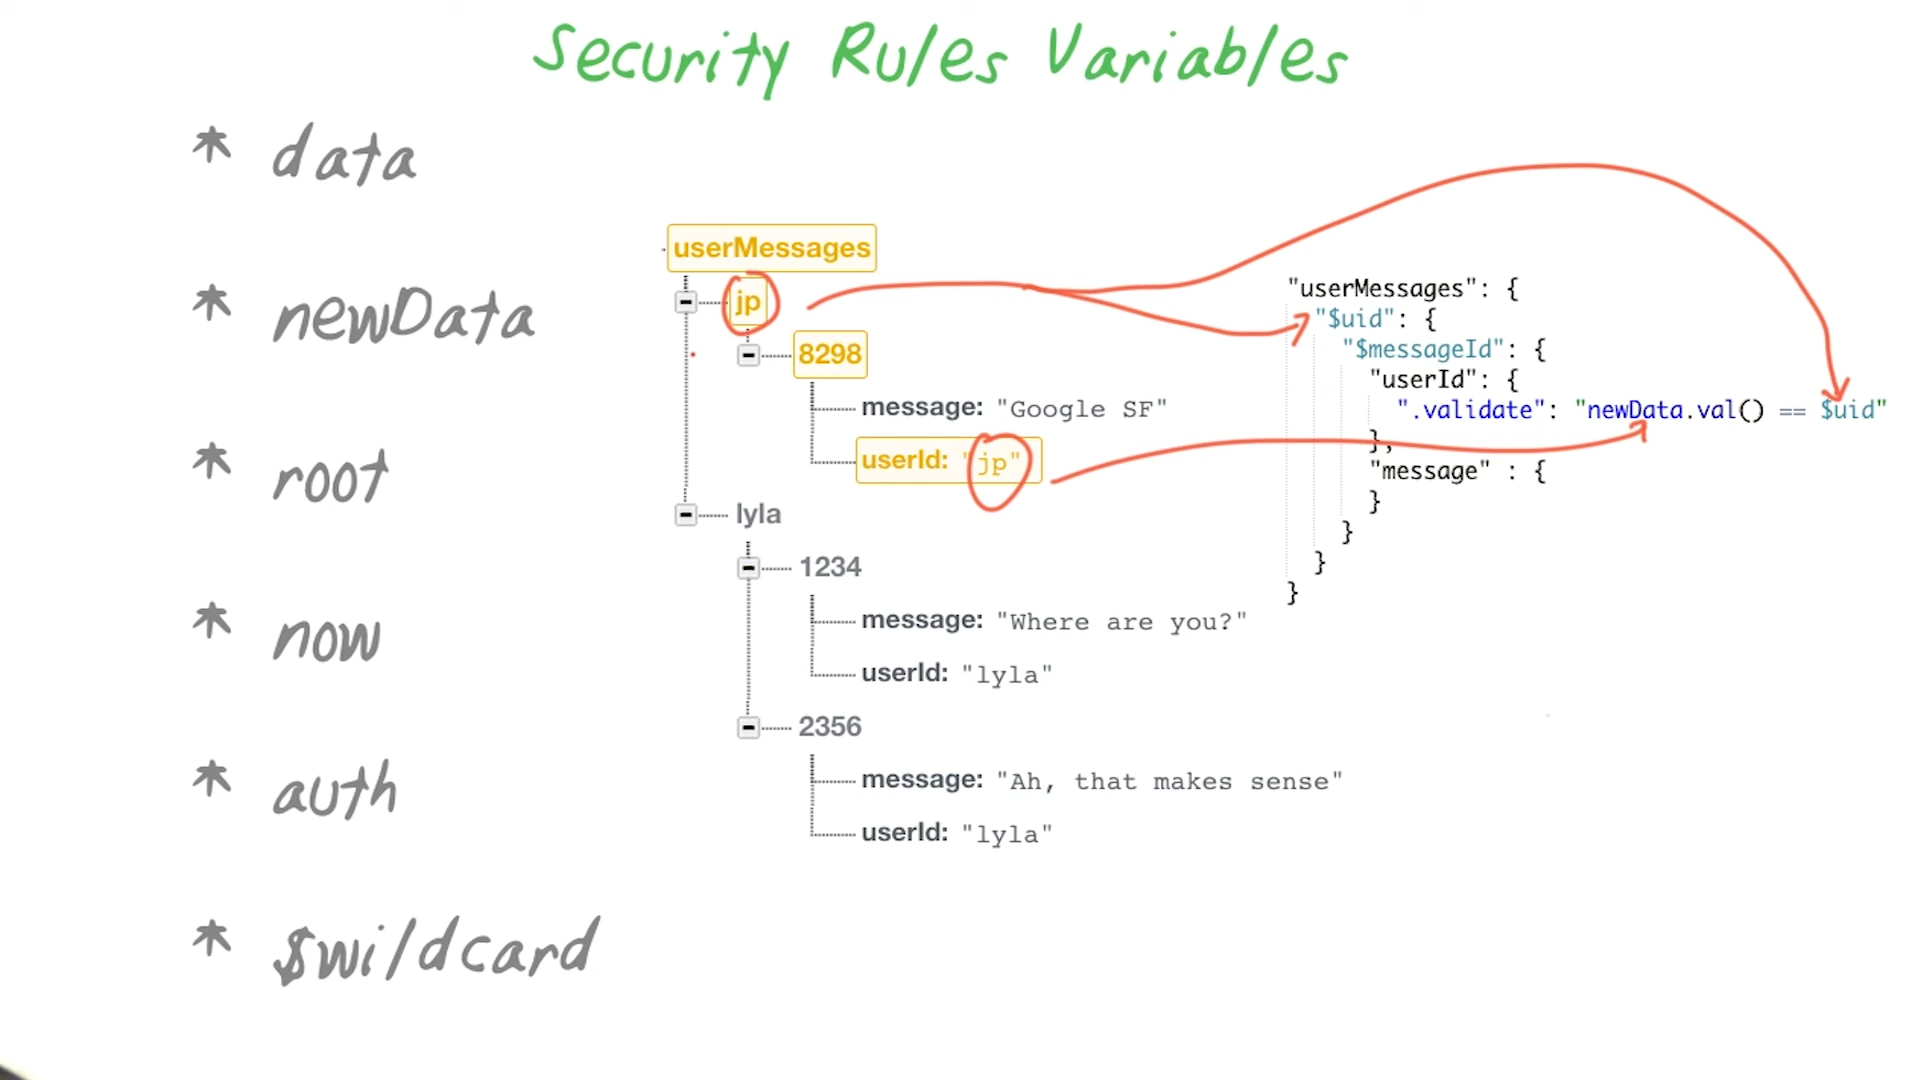 Security Rules Variables
* data
* newData
* root
* now
* auth
* $wildcard
userMessages
jp
8298
message: "Google SF"
userId: "jp"
lyla
1234
message: "Where are you?"
userId: "lyla"
2356
message: "Ah, that makes sense"
userId: "lyla"
"userMessages": {
"$uid": {
"$messageId": {
"userId": {
".validate": "newData.val() == $uid"
},
"message" : {
}
}
}
}